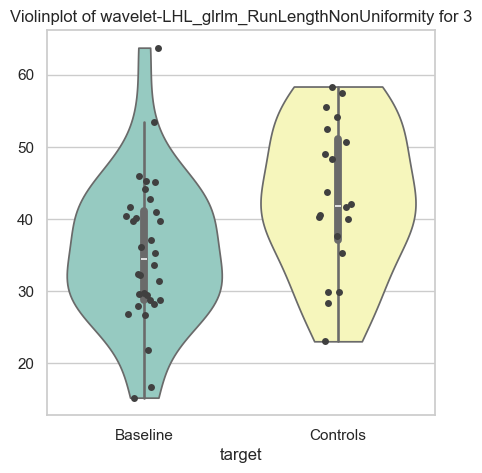 Violinplot of wavelet-LHL_glrlm_RunLengthNonUniformity for 3
60
50
40
30
20
Baseline
Controls
target